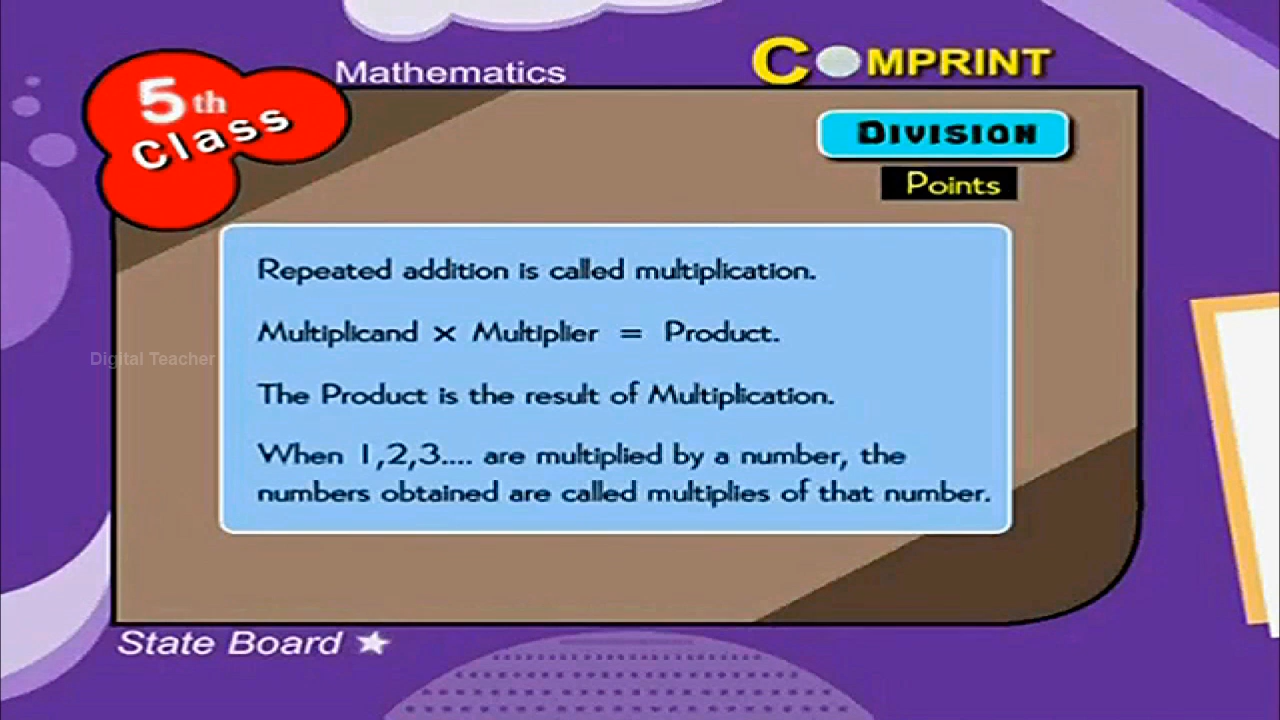 Mathematics
COMPRINT
5th
Class
DIVISION
Points
Repeated addition is called multiplication.
Multiplicand × Multiplier = Product.
Digital Teacher
The Product is the result of Multiplication.
When 1,2,3.... are multiplied by a number, the
numbers obtained are called multiplies of that number.
State Board